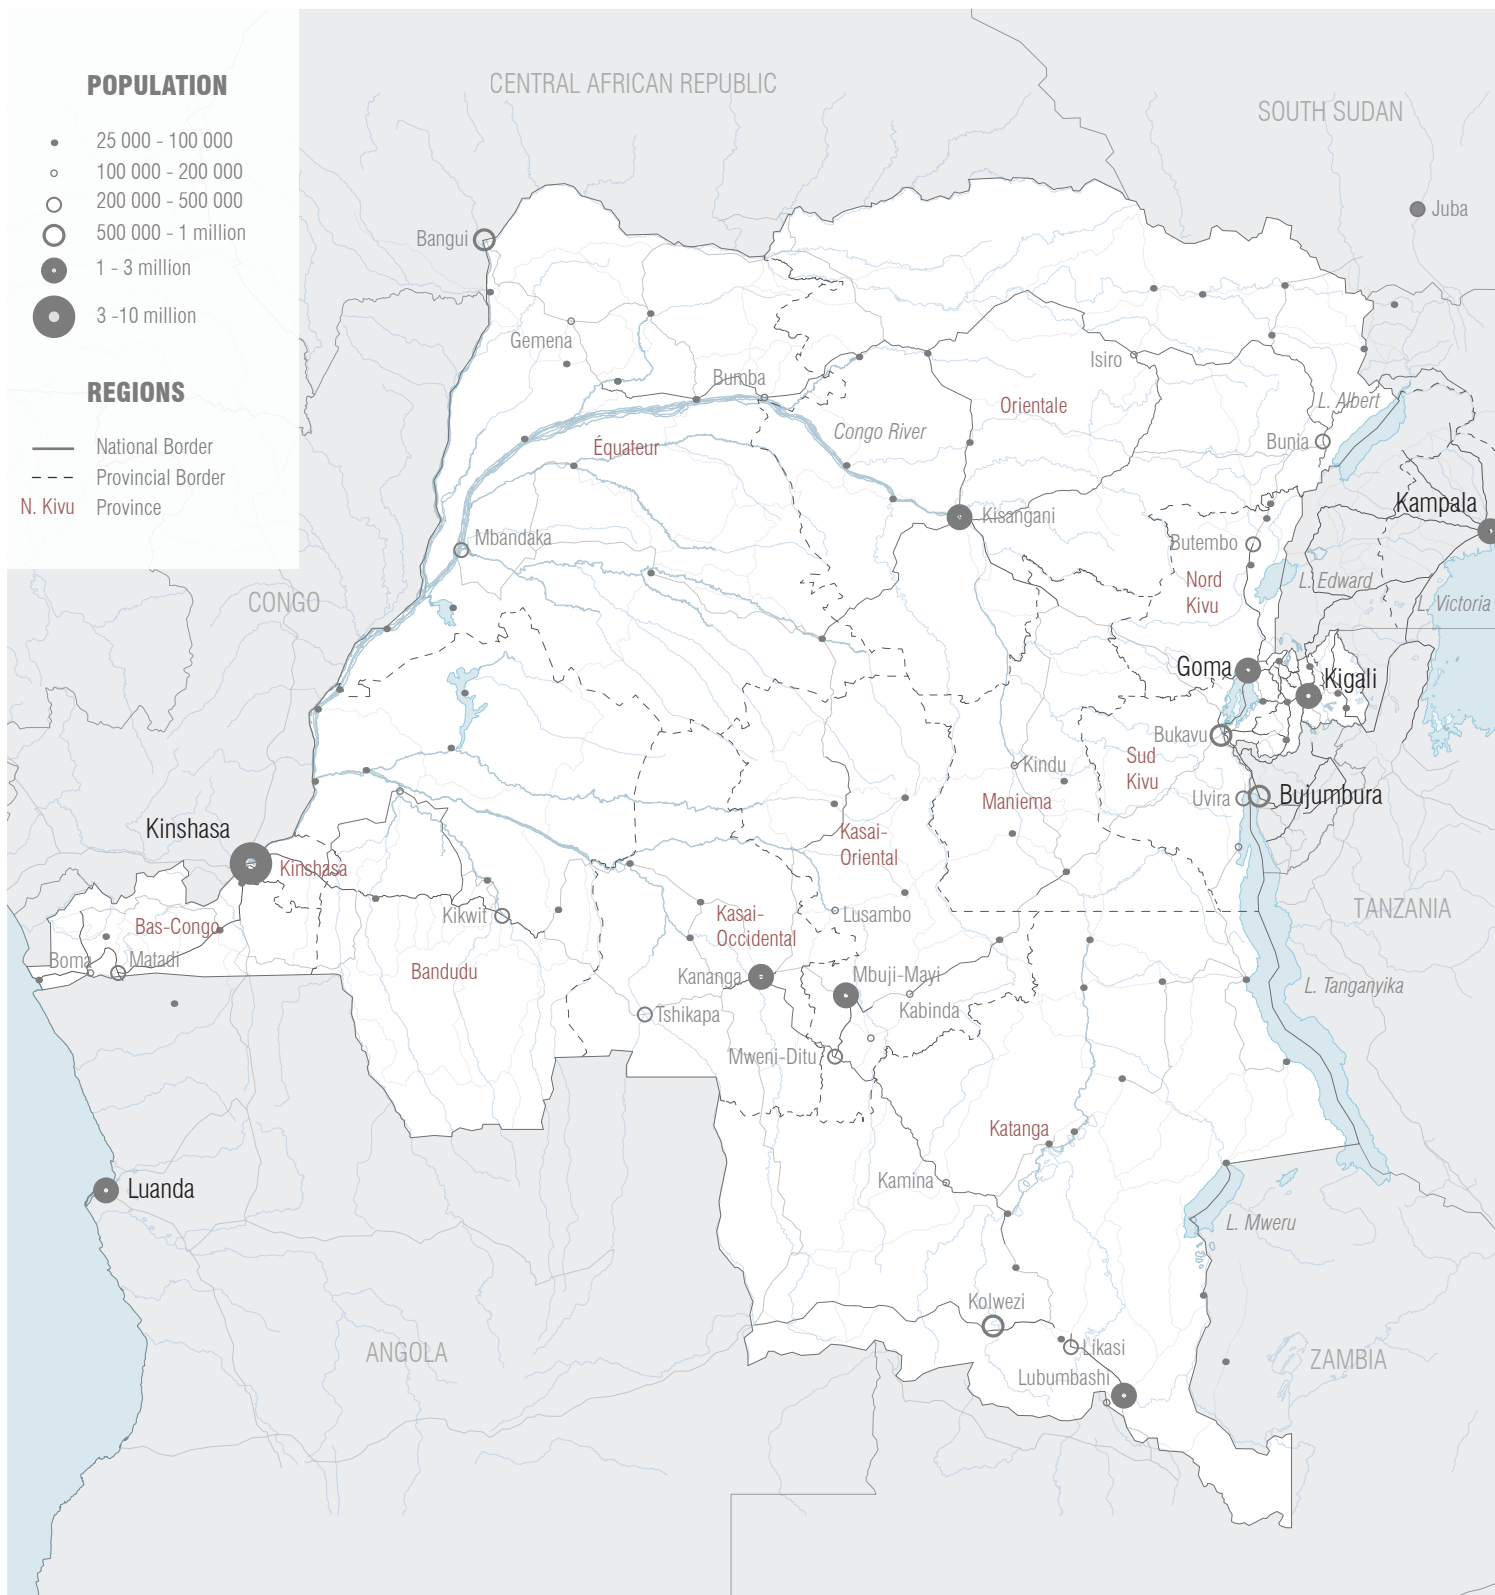 POPULATION
25 000 - 100 000
100 000 - 200 000
200 000 - 500 000
500 000 - 1 million
1 - 3 million
3 -10 million
REGIONS
National Border
Provincial Border
N. Kivu Province
CENTRAL AFRICAN REPUBLIC
SOUTH SUDAN
Juba
Bangui
Gemena
Isiro
Bumba
L. Albert
Orientale
Congo River
Bunia
Équateur
Kampala
Kisangani
Mbandaka
Butembo
Nord
Kivu
L. Edward
CONGO
L. Victoria
Goma
Kigali
Bukavu
Sud
Kivu
Kindu
Uvira
Bujumbura
Maniema
Kinshasa
Kasai-
Oriental
Kinshasa
TANZANIA
Kikwit
Lusambo
Kasai-
Occidental
Bas-Congo
Boma
Matadi
Bandudu
Kananga
Mbuji-Mayi
L. Tanganyika
Kabinda
Tshikapa
Mweni-Ditu
Katanga
Kamina
Luanda
L. Mweru
Kolwezi
Likasi
ANGOLA
ZAMBIA
Lubumbashi